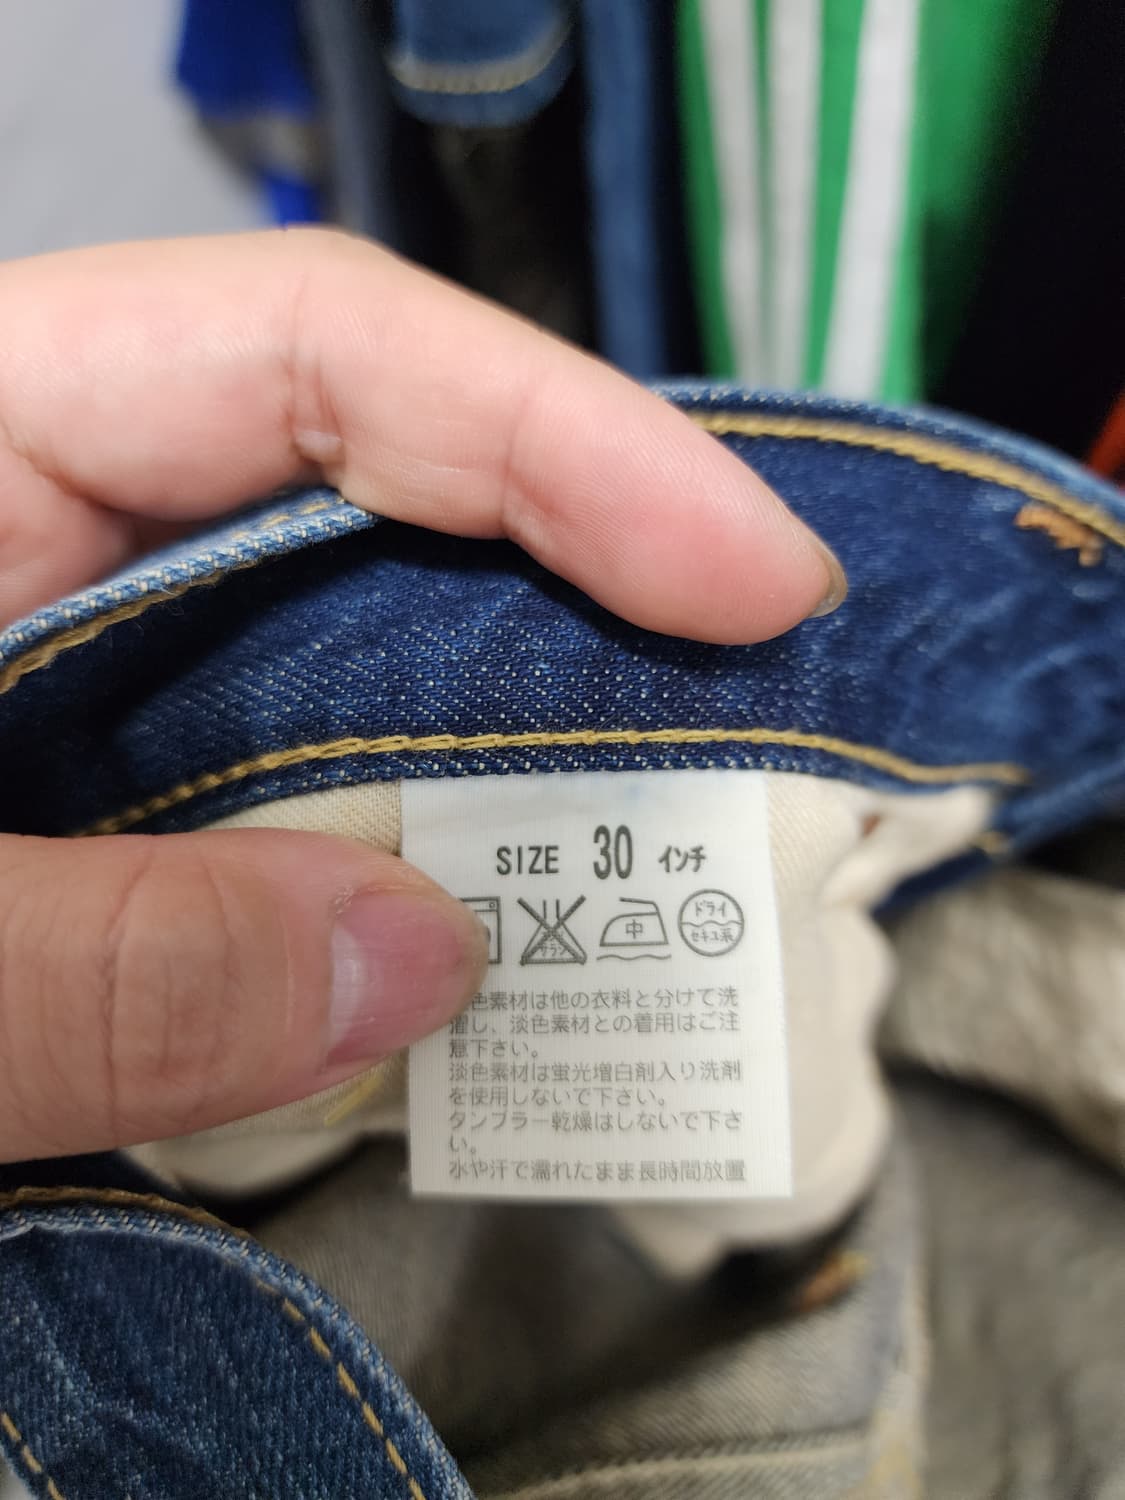 SIZE 30 インチ
サラシ
中
ドライ
セキユ系
色素材は他の衣料と分けて洗
濯し、淡色素材との着用はご注
意下さい。
淡色素材は蛍光増白剤入り洗剤
を使用しないで下さい。
タンブラー乾燥はしないで下さ
い。
水や汗で濡れたまま長時間放置